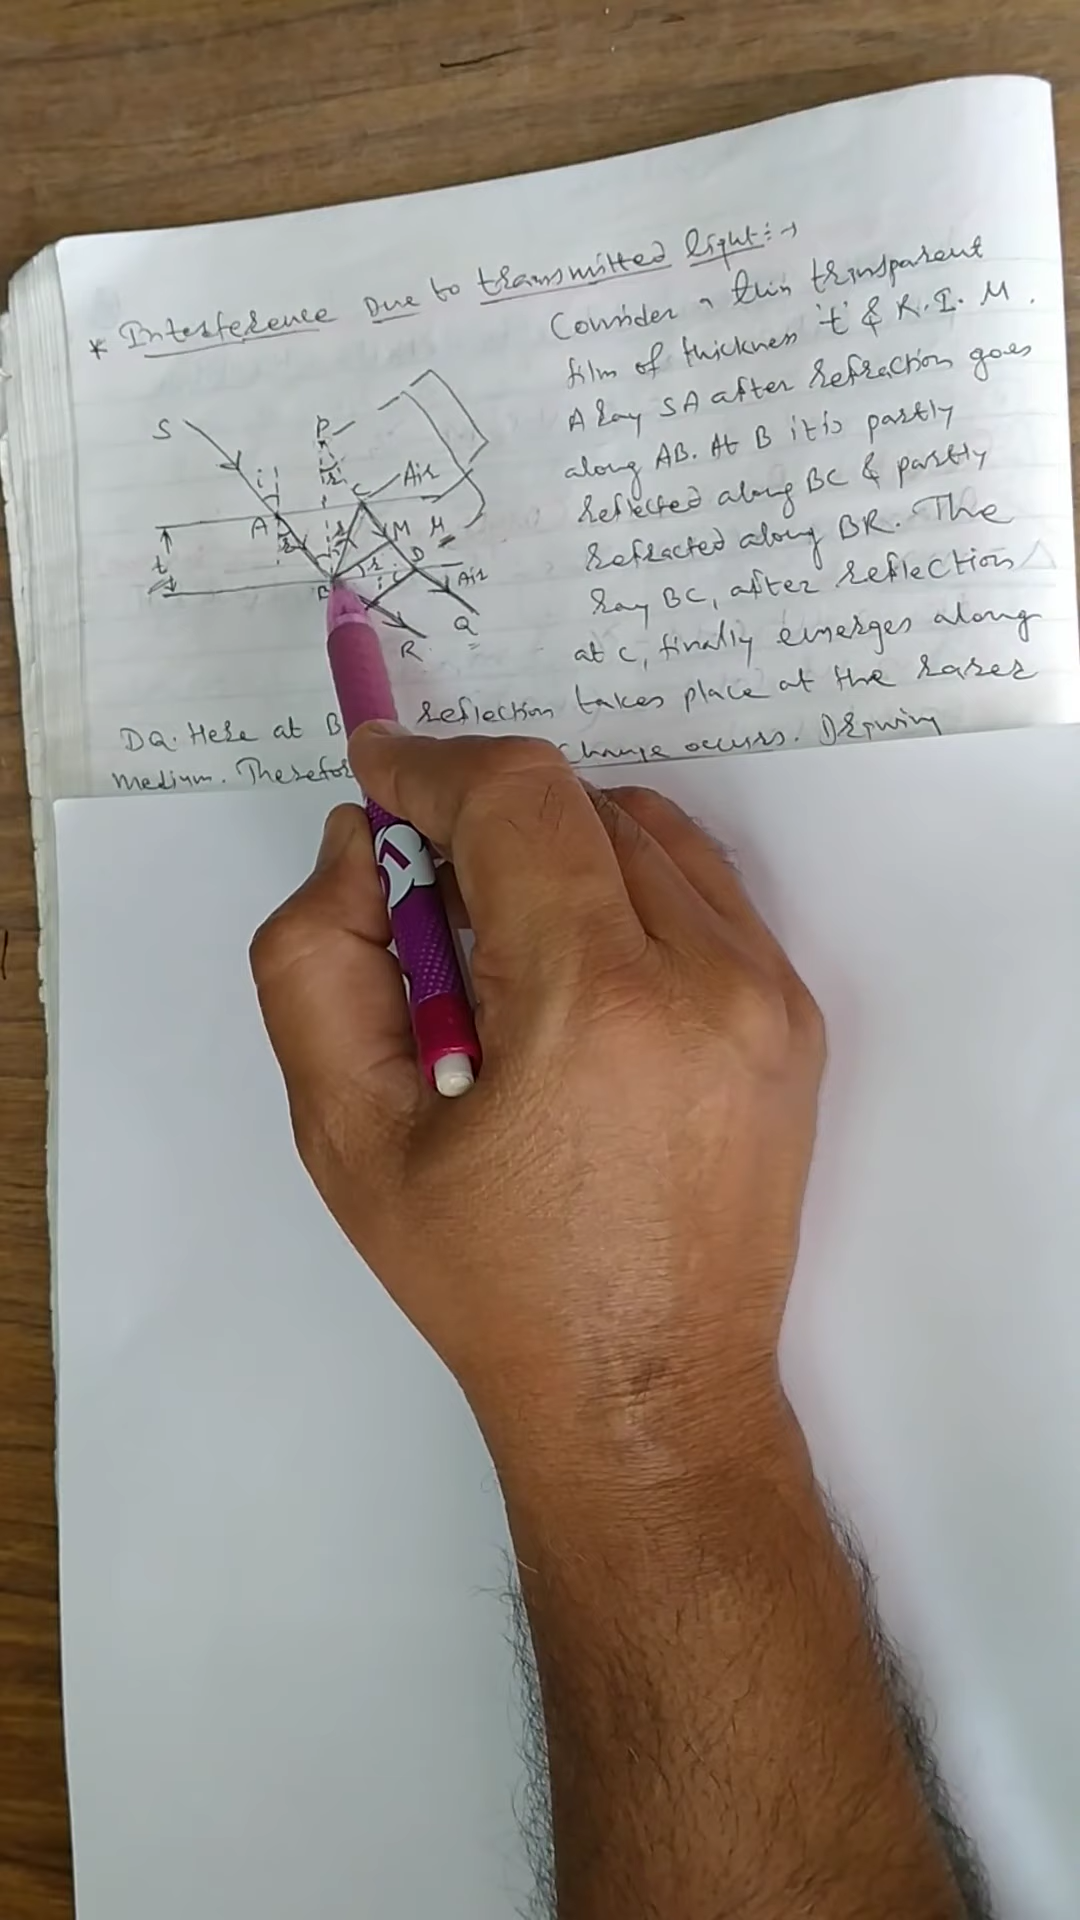 * Interference Due to transmitted light :→
Consider a thin transparent
film of thickness 't' & R.I. μ.
A ray SA after refraction goes
along AB. At B it is partly
reflected along BC & partly
refracted along BR. The
ray BC, after reflection
at C, finally emerges along
DQ. Here at B reflection takes place at the rarer
medium. Therefor change occurs. Drawing
S
P
i
r
C
Air
A
r
M
μ
t
D
r
i
L
Air
B
Q
R